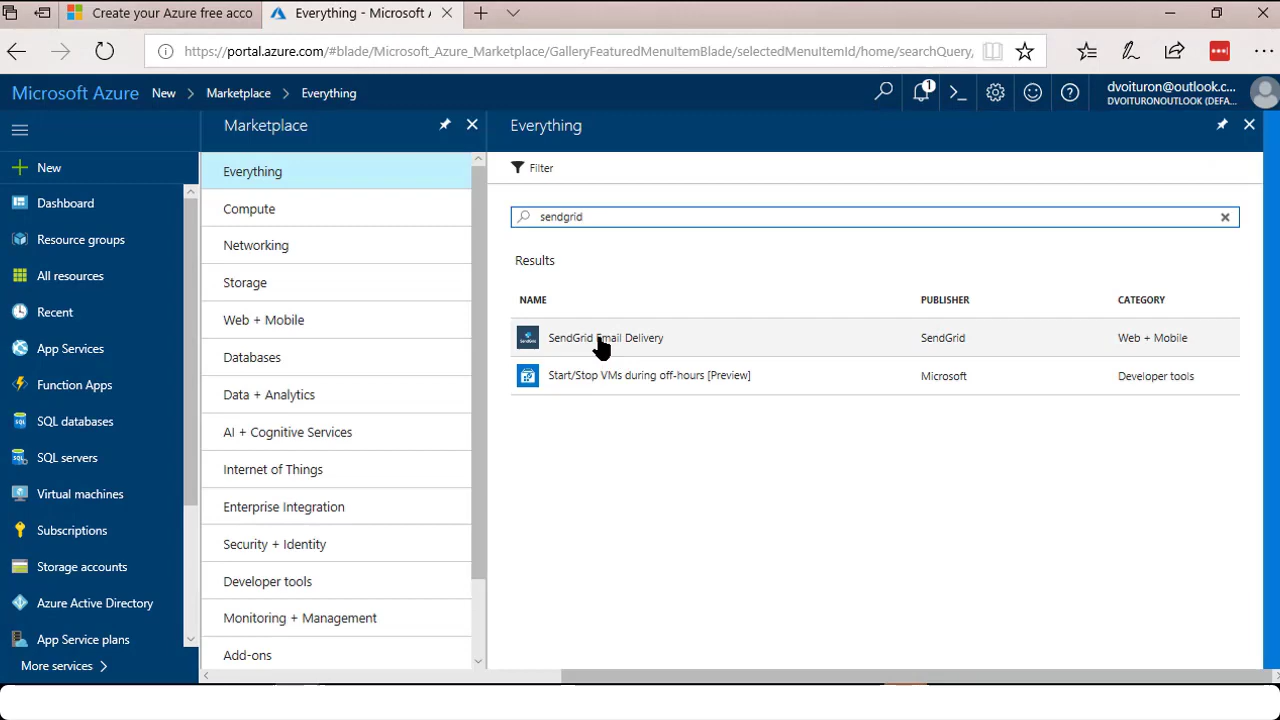 Create your Azure free acco
Everything - Microsoft A
https://portal.azure.com/#blade/Microsoft_Azure_Marketplace/GalleryFeaturedMenuItemBlade/selectedMenuItemId/home/searchQuery,
Microsoft Azure New Marketplace Everything
1
dvoituron@outlook.c...
DVOITURONOUTLOOK (DEFA...
New
Dashboard
Resource groups
All resources
Recent
App Services
Function Apps
SQL databases
SQL servers
Virtual machines
Subscriptions
Storage accounts
Azure Active Directory
App Service plans
More services
Marketplace
Everything
Compute
Networking
Storage
Web + Mobile
Databases
Data + Analytics
AI + Cognitive Services
Internet of Things
Enterprise Integration
Security + Identity
Developer tools
Monitoring + Management
Add-ons
Everything
Filter
sendgrid
Results
NAME PUBLISHER CATEGORY
SendGrid Email Delivery SendGrid Web + Mobile
Start/Stop VMs during off-hours [Preview] Microsoft Developer tools